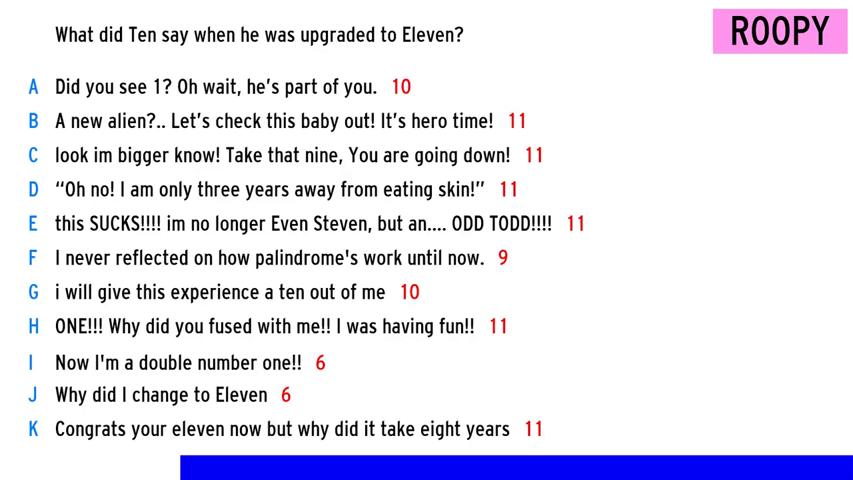 What did Ten say when he was upgraded to Eleven?
ROOPY
A Did you see 1? Oh wait, he's part of you. 10
B A new alien?.. Let's check this baby out! It's hero time! 11
C look im bigger know! Take that nine, You are going down! 11
D “Oh no! I am only three years away from eating skin!” 11
E this SUCKS!!!! im no longer Even Steven, but an.... ODD TODD!!!! 11
F I never reflected on how palindrome's work until now. 9
G i will give this experience a ten out of me 10
H ONE!!! Why did you fused with me!! I was having fun!! 11
I Now I'm a double number one!! 6
J Why did I change to Eleven 6
K Congrats your eleven now but why did it take eight years 11